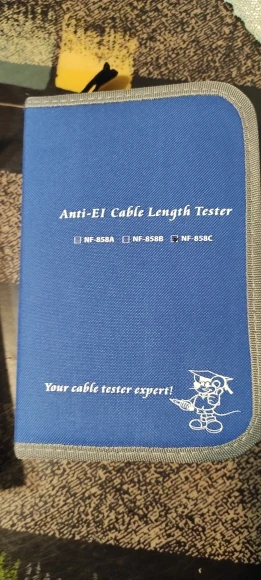 Anti-EI Cable Length Tester
NF-858A NF-858B NF-858C
Your cable tester expert!